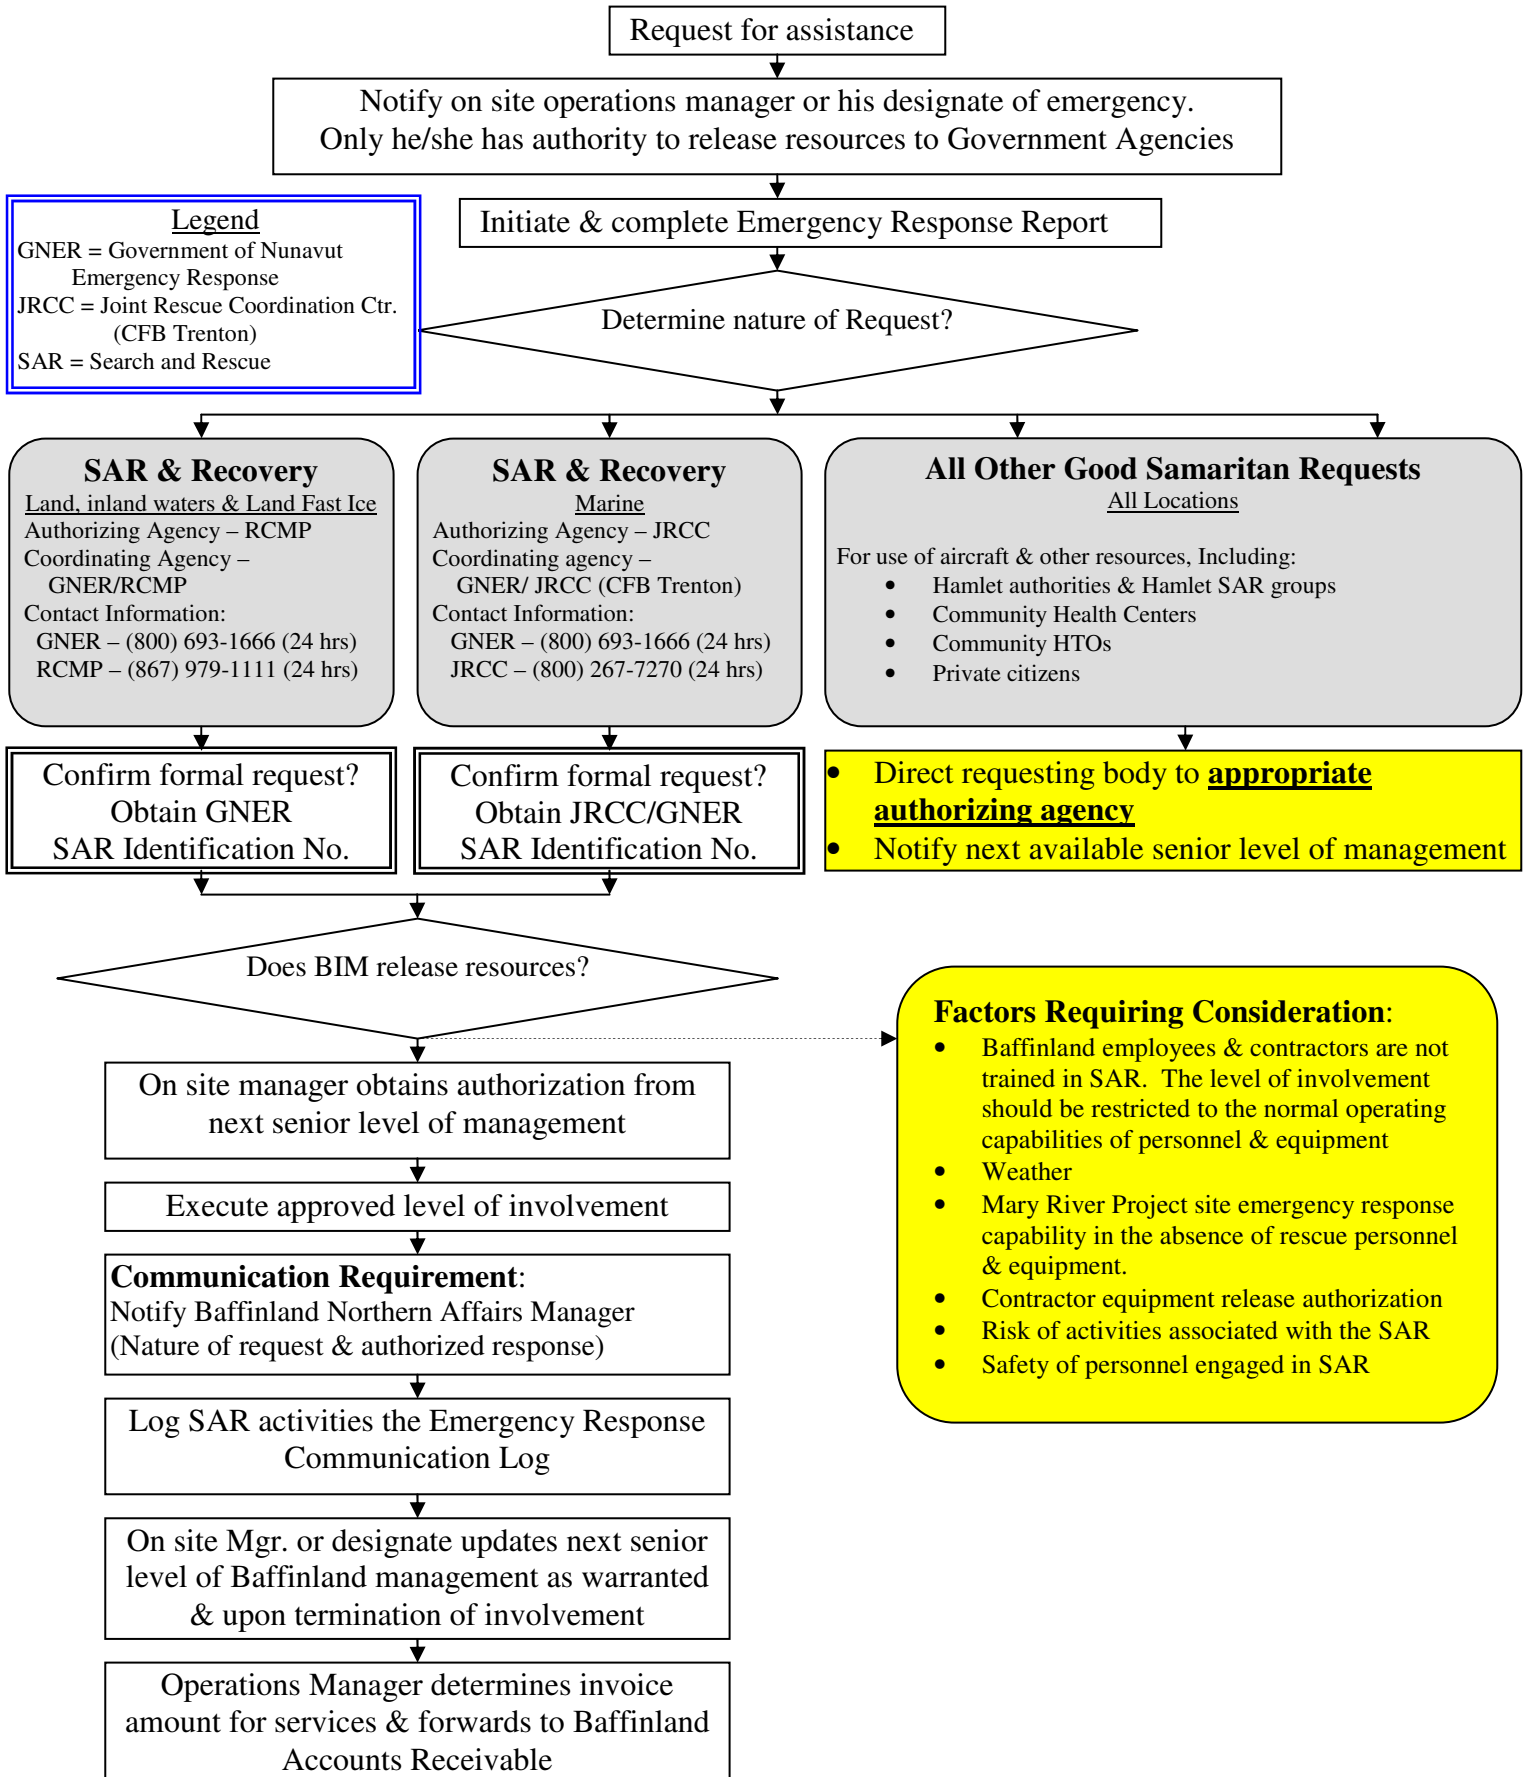 Request for assistance
Notify on site operations manager or his designate of emergency.
Only he/she has authority to release resources to Government Agencies
Legend
GNER = Government of Nunavut
Emergency Response
JRCC = Joint Rescue Coordination Ctr.
(CFB Trenton)
SAR = Search and Rescue
Initiate & complete Emergency Response Report
Determine nature of Request?
SAR & Recovery
Land, inland waters & Land Fast Ice
Authorizing Agency – RCMP
Coordinating Agency –
GNER/RCMP
Contact Information:
GNER – (800) 693-1666 (24 hrs)
RCMP – (867) 979-1111 (24 hrs)
SAR & Recovery
Marine
Authorizing Agency – JRCC
Coordinating agency –
GNER/ JRCC (CFB Trenton)
Contact Information:
GNER – (800) 693-1666 (24 hrs)
JRCC – (800) 267-7270 (24 hrs)
All Other Good Samaritan Requests
All Locations
For use of aircraft & other resources, Including:
• Hamlet authorities & Hamlet SAR groups
• Community Health Centers
• Community HTOs
• Private citizens
Confirm formal request?
Obtain GNER
SAR Identification No.
Confirm formal request?
Obtain JRCC/GNER
SAR Identification No.
• Direct requesting body to appropriate
authorizing agency
• Notify next available senior level of management
Does BIM release resources?
Factors Requiring Consideration:
• Baffinland employees & contractors are not
trained in SAR. The level of involvement
should be restricted to the normal operating
capabilities of personnel & equipment
• Weather
• Mary River Project site emergency response
capability in the absence of rescue personnel
& equipment.
• Contractor equipment release authorization
• Risk of activities associated with the SAR
• Safety of personnel engaged in SAR
On site manager obtains authorization from
next senior level of management
Execute approved level of involvement
Communication Requirement:
Notify Baffinland Northern Affairs Manager
(Nature of request & authorized response)
Log SAR activities the Emergency Response
Communication Log
On site Mgr. or designate updates next senior
level of Baffinland management as warranted
& upon termination of involvement
Operations Manager determines invoice
amount for services & forwards to Baffinland
Accounts Receivable